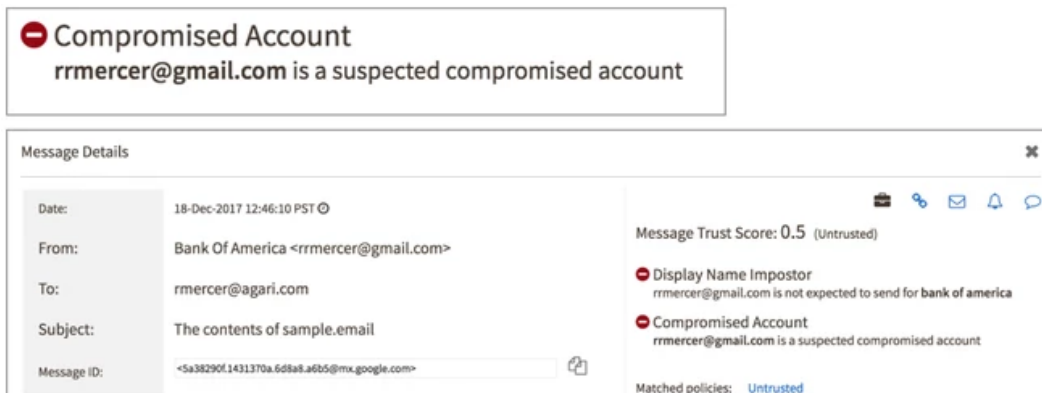 Compromised Account
rrmercer@gmail.com is a suspected compromised account
Message Details
Date:
18-Dec-2017 12:46:10 PST
From:
Bank Of America <rrmercer@gmail.com>
To:
rmercer@agari.com
Subject:
The contents of sample.email
Message ID:
<5a38290f.1431370a.6d8a8.a6b5@mx.google.com>
Message Trust Score: 0.5 (Untrusted)
Display Name Impostor
rrmercer@gmail.com is not expected to send for bank of america
Compromised Account
rrmercer@gmail.com is a suspected compromised account
Matched policies: Untrusted